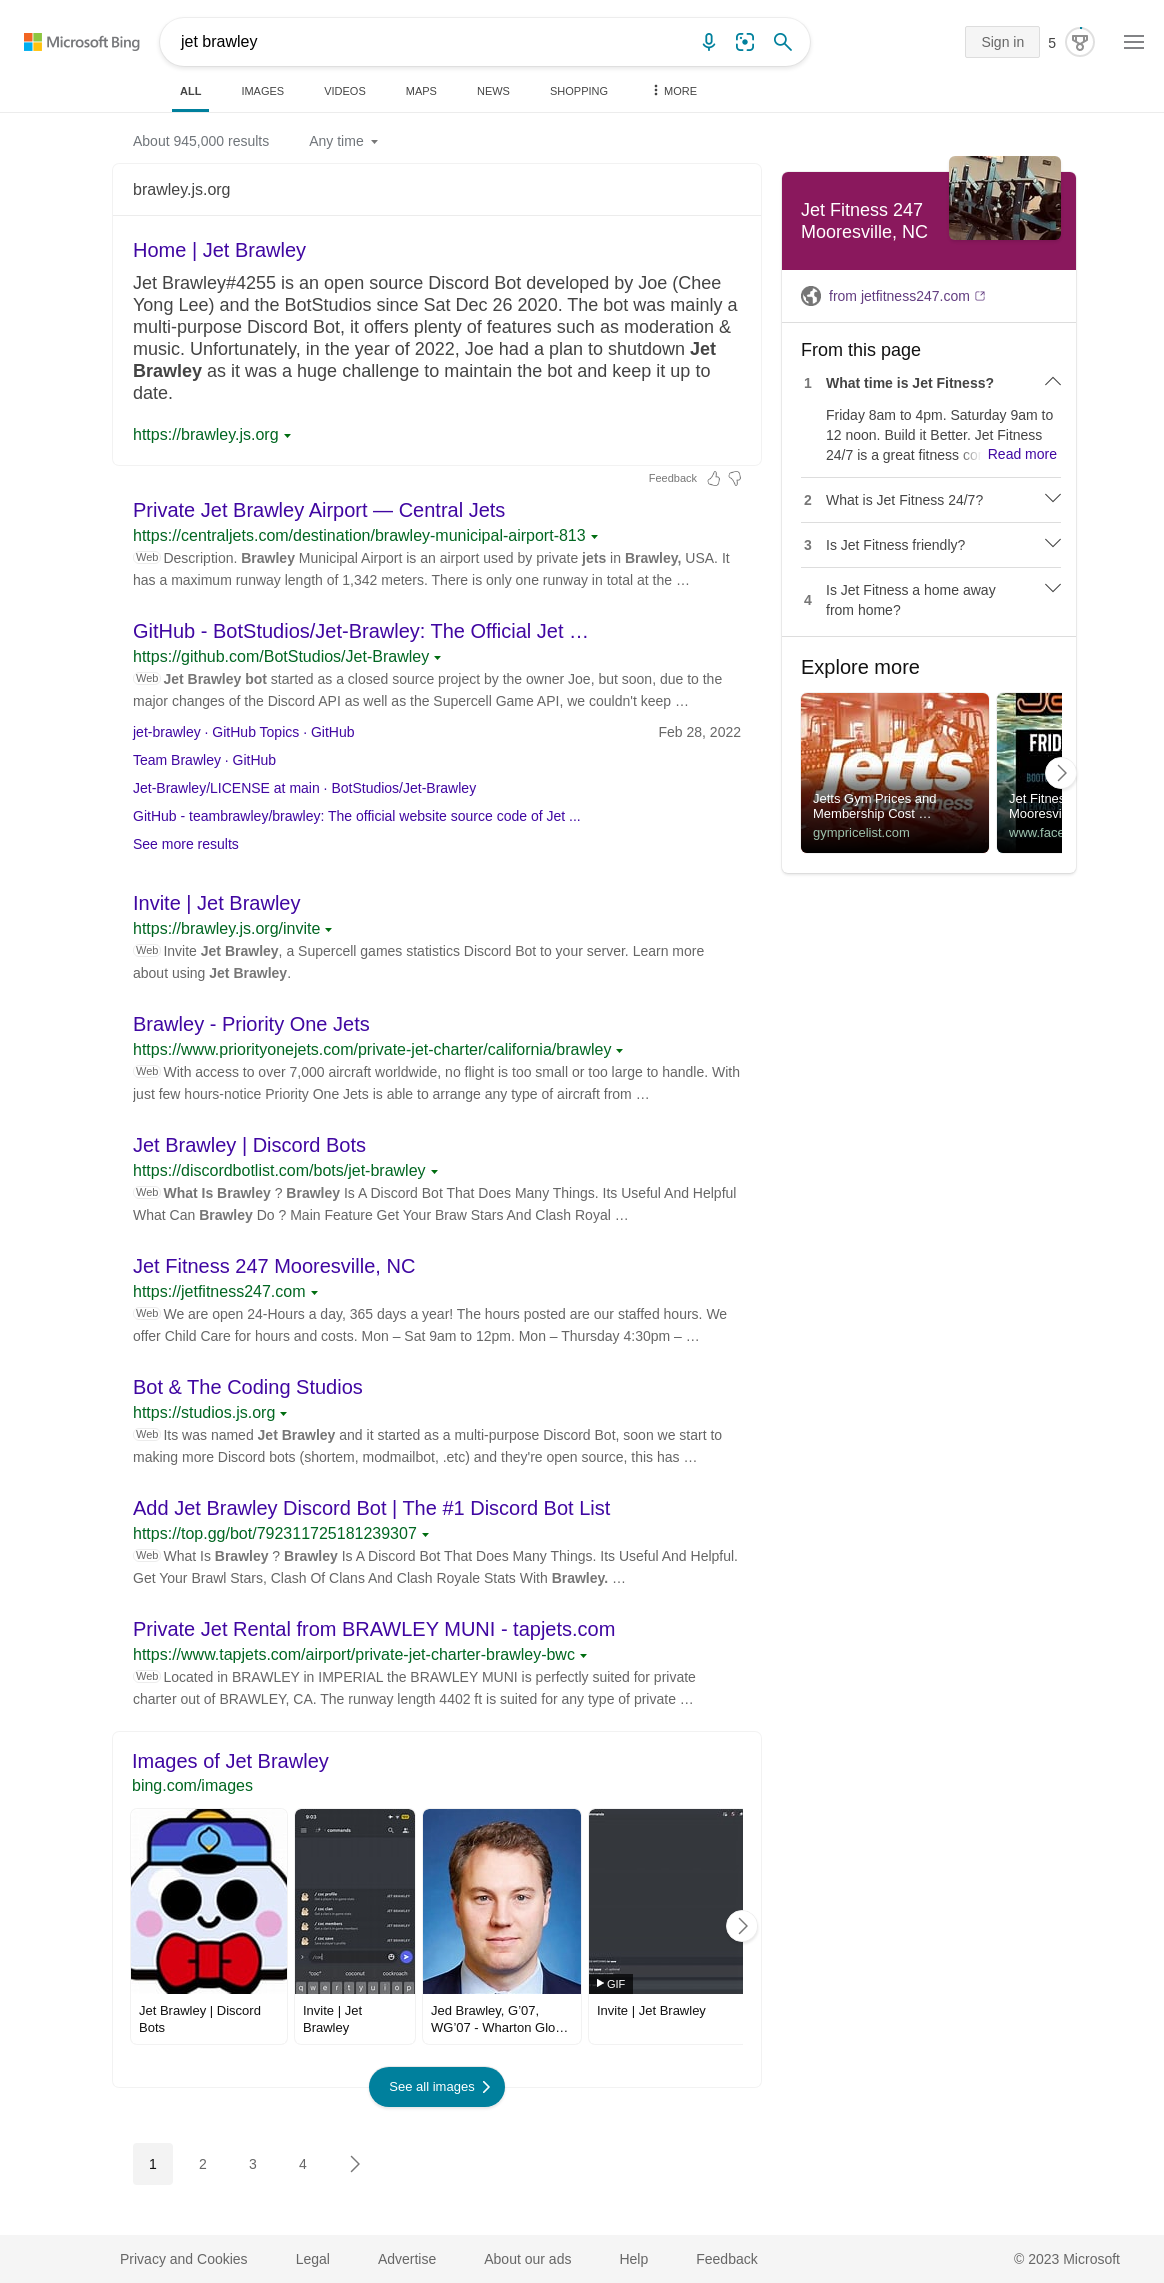 Microsoft Bing
jet brawley
Sign in
5
ALL
IMAGES
VIDEOS
MAPS
NEWS
SHOPPING
MORE
About 945,000 results
Any time
brawley.js.org
Home | Jet Brawley
Jet Brawley#4255 is an open source Discord Bot developed by Joe (Chee
Yong Lee) and the BotStudios since Sat Dec 26 2020. The bot was mainly a
multi-purpose Discord Bot, it offers plenty of features such as moderation &
music. Unfortunately, in the year of 2022, Joe had a plan to shutdown Jet
Brawley as it was a huge challenge to maintain the bot and keep it up to
date.
https://brawley.js.org
Feedback
Private Jet Brawley Airport — Central Jets
https://centraljets.com/destination/brawley-municipal-airport-813
Web Description. Brawley Municipal Airport is an airport used by private jets in Brawley, USA. It
has a maximum runway length of 1,342 meters. There is only one runway in total at the …
GitHub - BotStudios/Jet-Brawley: The Official Jet …
https://github.com/BotStudios/Jet-Brawley
Web Jet Brawley bot started as a closed source project by the owner Joe, but soon, due to the
major changes of the Discord API as well as the Supercell Game API, we couldn't keep …
jet-brawley · GitHub Topics · GitHub
Feb 28, 2022
Team Brawley · GitHub
Jet-Brawley/LICENSE at main · BotStudios/Jet-Brawley
GitHub - teambrawley/brawley: The official website source code of Jet ...
See more results
Invite | Jet Brawley
https://brawley.js.org/invite
Web Invite Jet Brawley, a Supercell games statistics Discord Bot to your server. Learn more
about using Jet Brawley.
Brawley - Priority One Jets
https://www.priorityonejets.com/private-jet-charter/california/brawley
Web With access to over 7,000 aircraft worldwide, no flight is too small or too large to handle. With
just few hours-notice Priority One Jets is able to arrange any type of aircraft from …
Jet Brawley | Discord Bots
https://discordbotlist.com/bots/jet-brawley
Web What Is Brawley ? Brawley Is A Discord Bot That Does Many Things. Its Useful And Helpful
What Can Brawley Do ? Main Feature Get Your Braw Stars And Clash Royal …
Jet Fitness 247 Mooresville, NC
https://jetfitness247.com
Web We are open 24-Hours a day, 365 days a year! The hours posted are our staffed hours. We
offer Child Care for hours and costs. Mon – Sat 9am to 12pm. Mon – Thursday 4:30pm – …
Bot & The Coding Studios
https://studios.js.org
Web Its was named Jet Brawley and it started as a multi-purpose Discord Bot, soon we start to
making more Discord bots (shortem, modmailbot, .etc) and they're open source, this has …
Add Jet Brawley Discord Bot | The #1 Discord Bot List
https://top.gg/bot/792311725181239307
Web What Is Brawley ? Brawley Is A Discord Bot That Does Many Things. Its Useful And Helpful.
Get Your Brawl Stars, Clash Of Clans And Clash Royale Stats With Brawley. …
Private Jet Rental from BRAWLEY MUNI - tapjets.com
https://www.tapjets.com/airport/private-jet-charter-brawley-bwc
Web Located in BRAWLEY in IMPERIAL the BRAWLEY MUNI is perfectly suited for private
charter out of BRAWLEY, CA. The runway length 4402 ft is suited for any type of private …
Images of Jet Brawley
bing.com/images
9:03
commands
/ coc profile
JET BRAWLEY
/ coc clan
JET BRAWLEY
/ coc members
JET BRAWLEY
/ coc save
JET BRAWLEY
/coc
"coc"
coconut
cockroach
q w e r t y u i o p
GIF
Jet Brawley | Discord
Bots
Invite | Jet
Brawley
Jed Brawley, G’07,
WG’07 - Wharton Glo…
Invite | Jet Brawley
See all images
1
2
3
4
Jet Fitness 247
Mooresville, NC
from jetfitness247.com
From this page
1 What time is Jet Fitness?
Friday 8am to 4pm. Saturday 9am to
12 noon. Build it Better. Jet Fitness
24/7 is a great fitness co Read more
2 What is Jet Fitness 24/7?
3 Is Jet Fitness friendly?
4 Is Jet Fitness a home away
from home?
Explore more
jetts
24 hour fitness
Jetts Gym Prices and
Membership Cost …
gympricelist.com
FRID
BOOT
Jet Fitnes
Mooresvi
www.face
Privacy and Cookies
Legal
Advertise
About our ads
Help
Feedback
© 2023 Microsoft